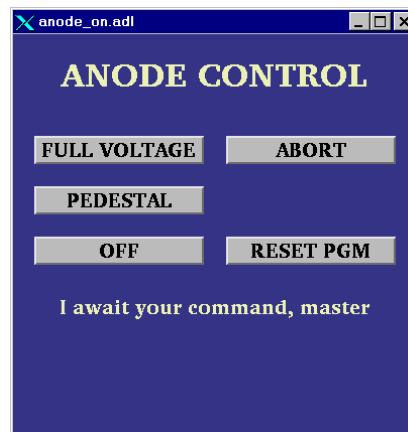 anode_on.adl
ANODE CONTROL
FULL VOLTAGE ABORT
PEDESTAL
OFF RESET PGM
I await your command, master